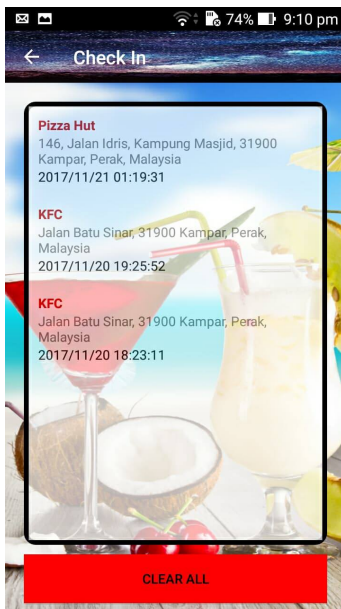 74% 9:10 pm
Check In
Pizza Hut
146, Jalan Idris, Kampung Masjid, 31900
Kampar, Perak, Malaysia
2017/11/21 01:19:31
KFC
Jalan Batu Sinar, 31900 Kampar, Perak,
Malaysia
2017/11/20 19:25:52
KFC
Jalan Batu Sinar, 31900 Kampar, Perak,
Malaysia
2017/11/20 18:23:11
CLEAR ALL